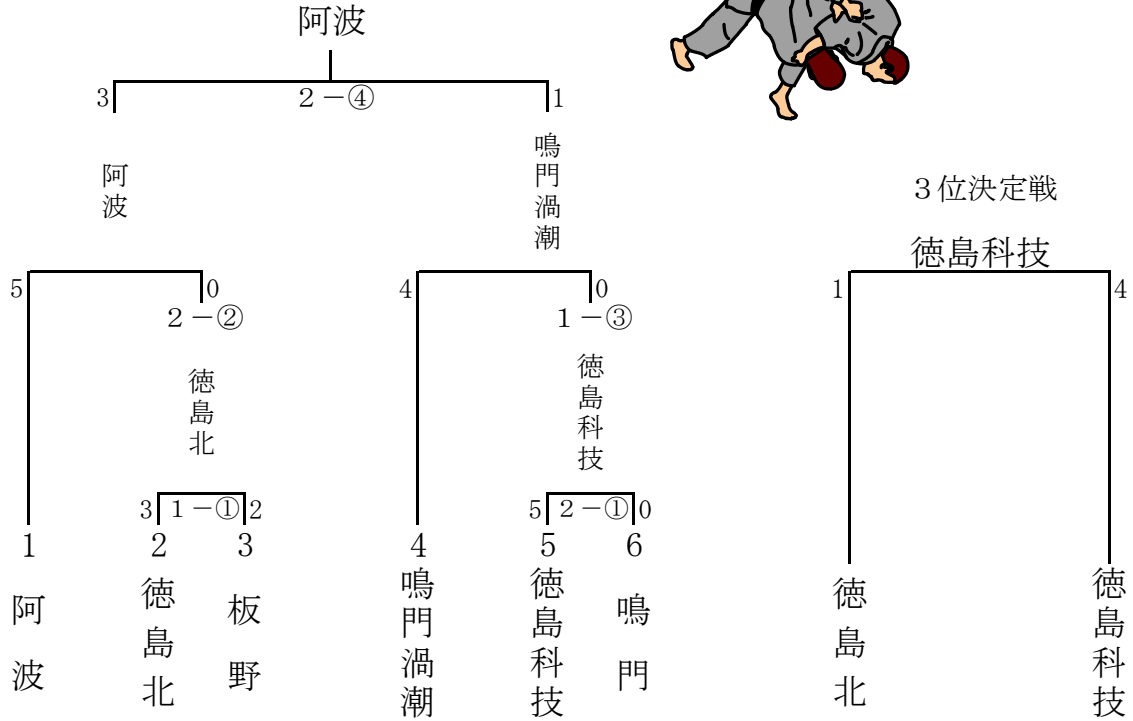 阿波
3 2－④ 1
阿波
鳴門渦潮
３位決定戦
徳島科技
5 0
2－②
4 0
1－③
1 4
徳島北
徳島科技
3 1－① 2
5 2－① 0
1 2 3 4 5 6
阿波
徳島北
板野
鳴門渦潮
徳島科技
鳴門
徳島北
徳島科技